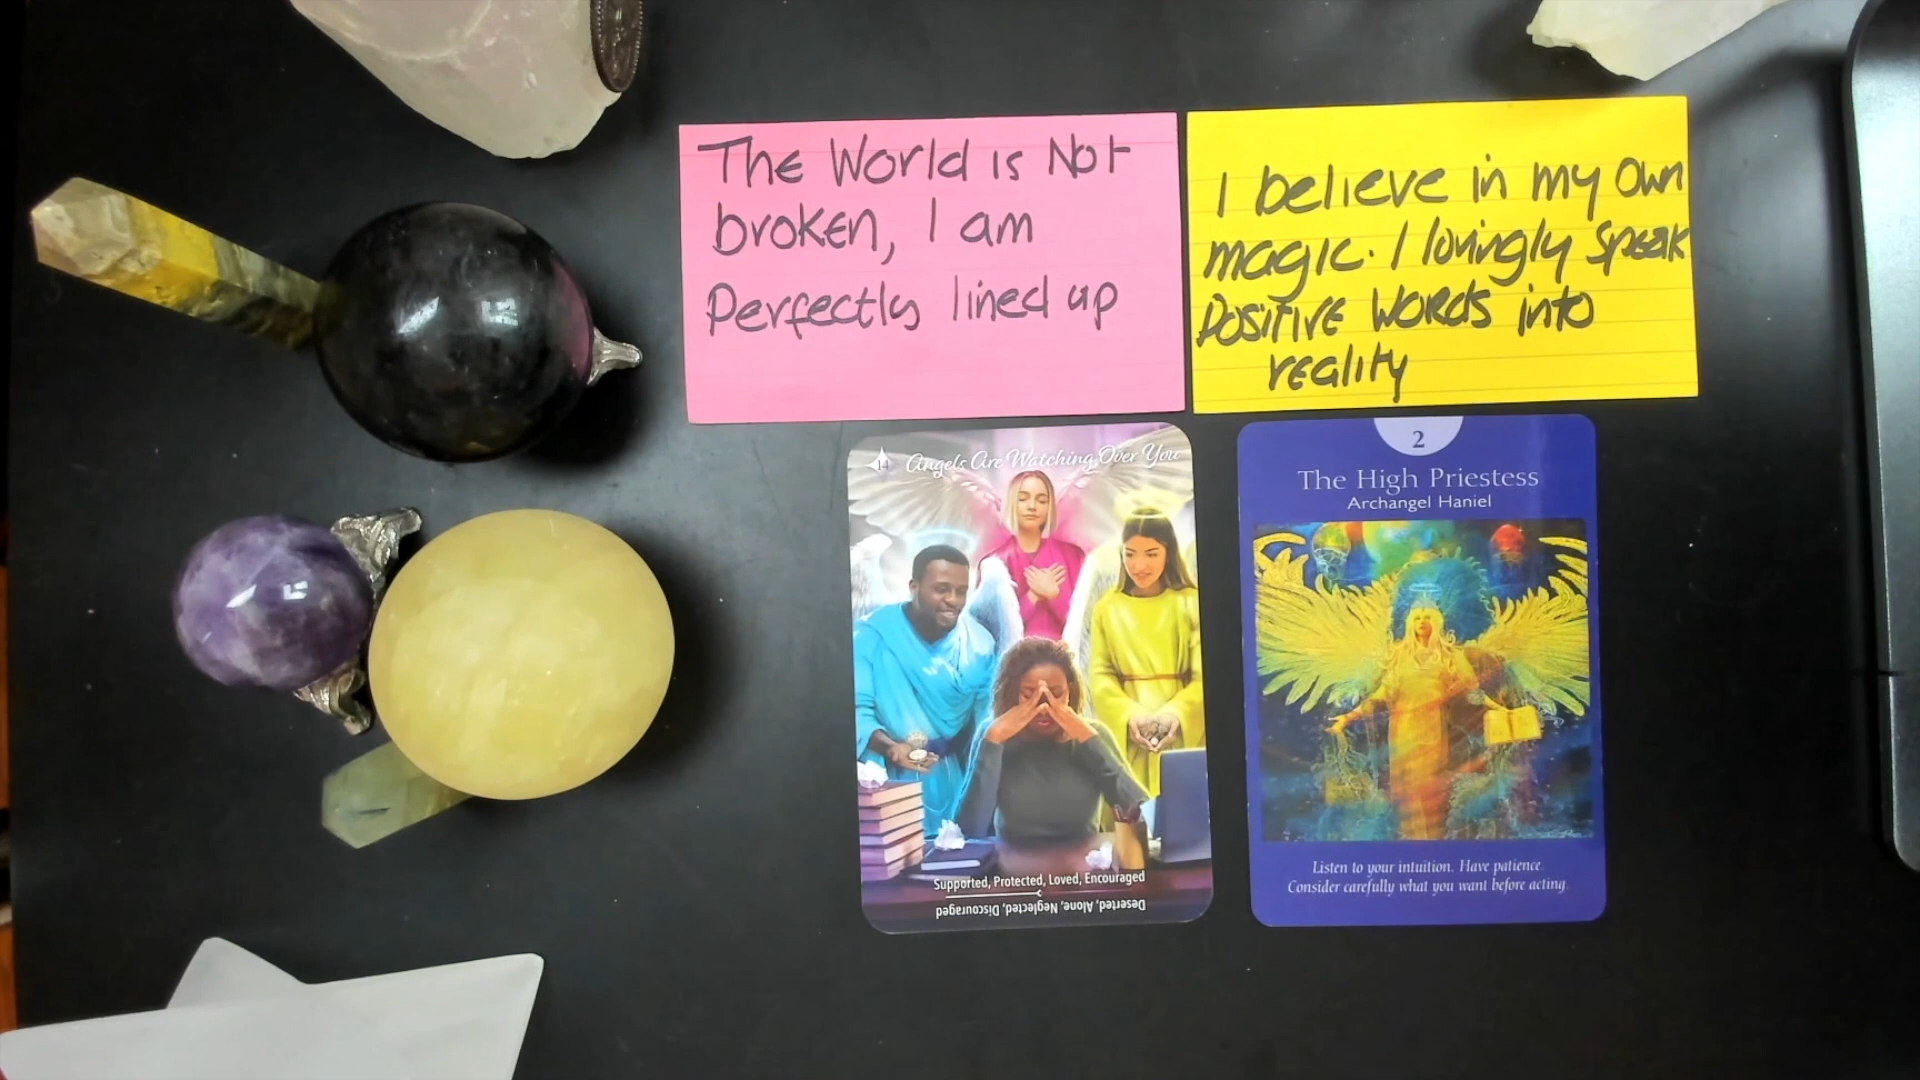 The World is Not
broken, I am
Perfectly lined up
I believe in my Own
magic. I lovingly speak
Positive words into
reality
14
Angels Are Watching Over You
Supported, Protected, Loved, Encouraged
Deserted, Alone, Neglected, Discouraged
2
The High Priestess
Archangel Haniel
Listen to your intuition. Have patience.
Consider carefully what you want before acting.